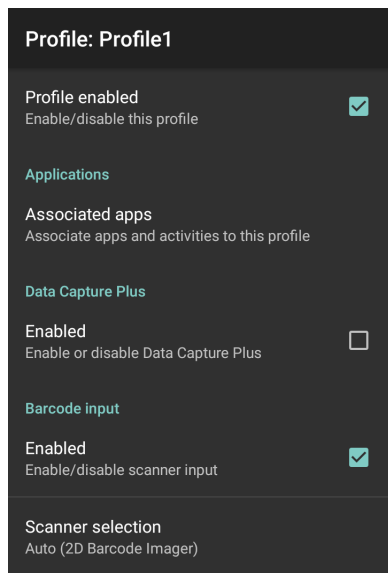 Profile: Profile1
Profile enabled
Enable/disable this profile
Applications
Associated apps
Associate apps and activities to this profile
Data Capture Plus
Enabled
Enable or disable Data Capture Plus
Barcode input
Enabled
Enable/disable scanner input
Scanner selection
Auto (2D Barcode Imager)